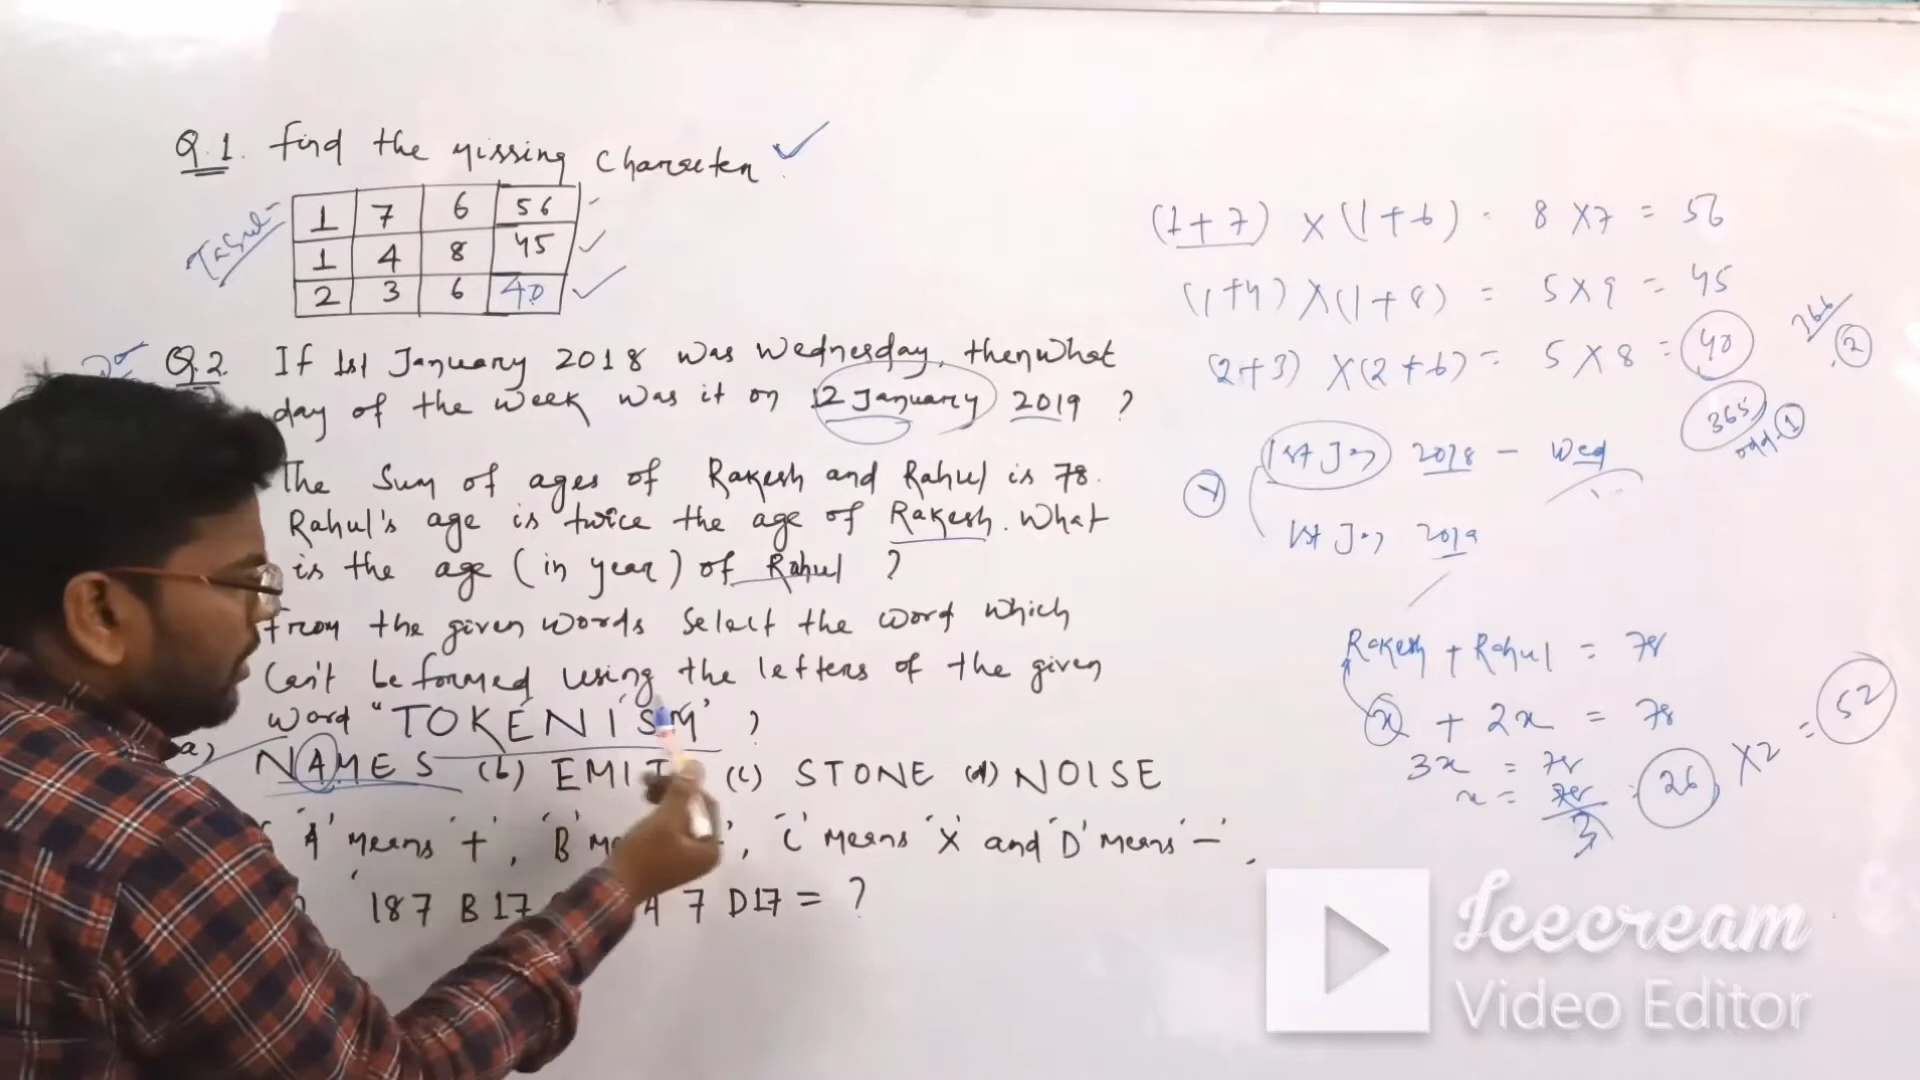 Q.1. Find the missing Character
1 7 6 56
1 4 8 45
2 3 6 40
Q.2. If 1st January 2018 was Wednesday, then what
day of the week was it on 12 January 2019 ?
The Sum of ages of Rakesh and Rahul is 78.
Rahul's age is twice the age of Rakesh. What
is the age (in year) of Rahul ?
From the given words Select the word which
Can't be formed using the letters of the given
word "TOKENISM" ?
a) NAMES (b) EMIT (c) STONE (d) NOISE
'A' means '+', 'B' 'C' means 'X' and 'D' means '-',
187 B 17 A 7 D17 = ?
(1+7) X (1+6) - 8 X7 = 56
(1+4) X(1+8) = 5 X 9 = 45
(2+3) X(2+6) = 5 X 8 = 40
366
2
365
odd-1
1st Jan 2018 - Wed
1st Jan 2019
Rakesh + Rahul = 78
x + 2x = 78
3x = 78
x = 78/3 = 26 X2 = 52
Icecream
Video Editor